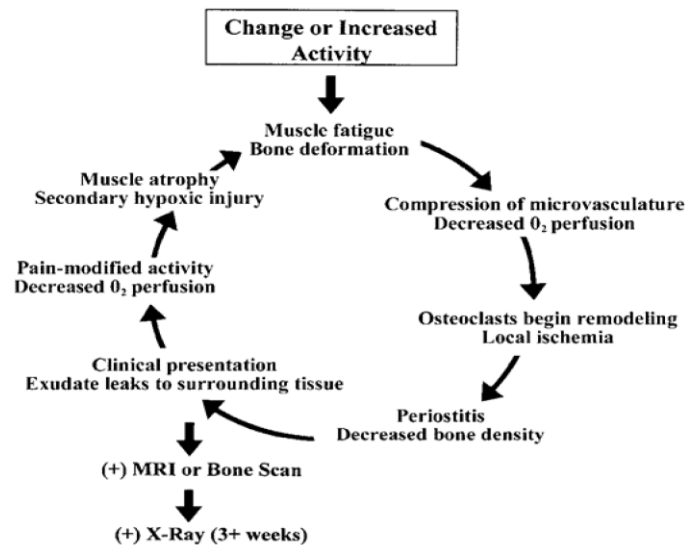 Change or Increased
Activity
Muscle fatigue
Bone deformation
Compression of microvasculature
Decreased 0₂ perfusion
Osteoclasts begin remodeling
Local ischemia
Periostitis
Decreased bone density
Clinical presentation
Exudate leaks to surrounding tissue
(+) MRI or Bone Scan
(+) X-Ray (3+ weeks)
Pain-modified activity
Decreased 0₂ perfusion
Muscle atrophy
Secondary hypoxic injury